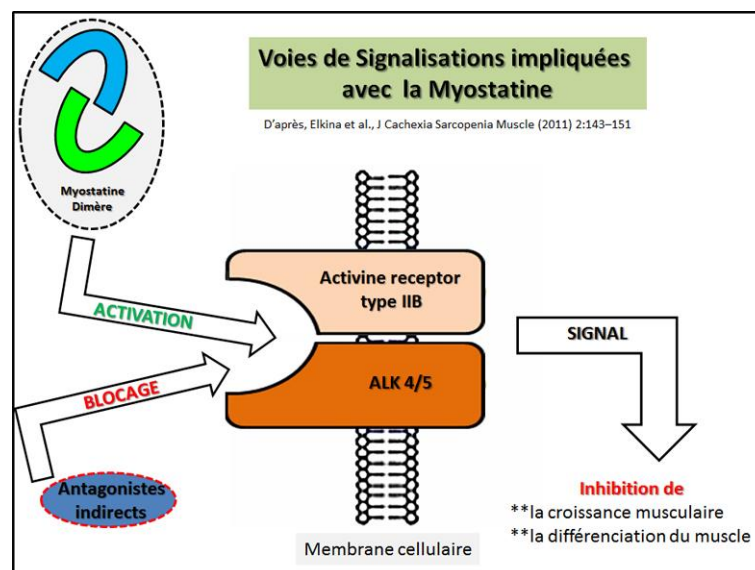 Voies de Signalisations impliquées
avec la Myostatine
D'après, Elkina et al., J Cachexia Sarcopenia Muscle (2011) 2:143–151
Myostatine
Dimère
Activine receptor
type IIB
ACTIVATION
SIGNAL
BLOCAGE
ALK 4/5
Antagonistes
indirects
Inhibition de
**la croissance musculaire
**la différenciation du muscle
Membrane cellulaire